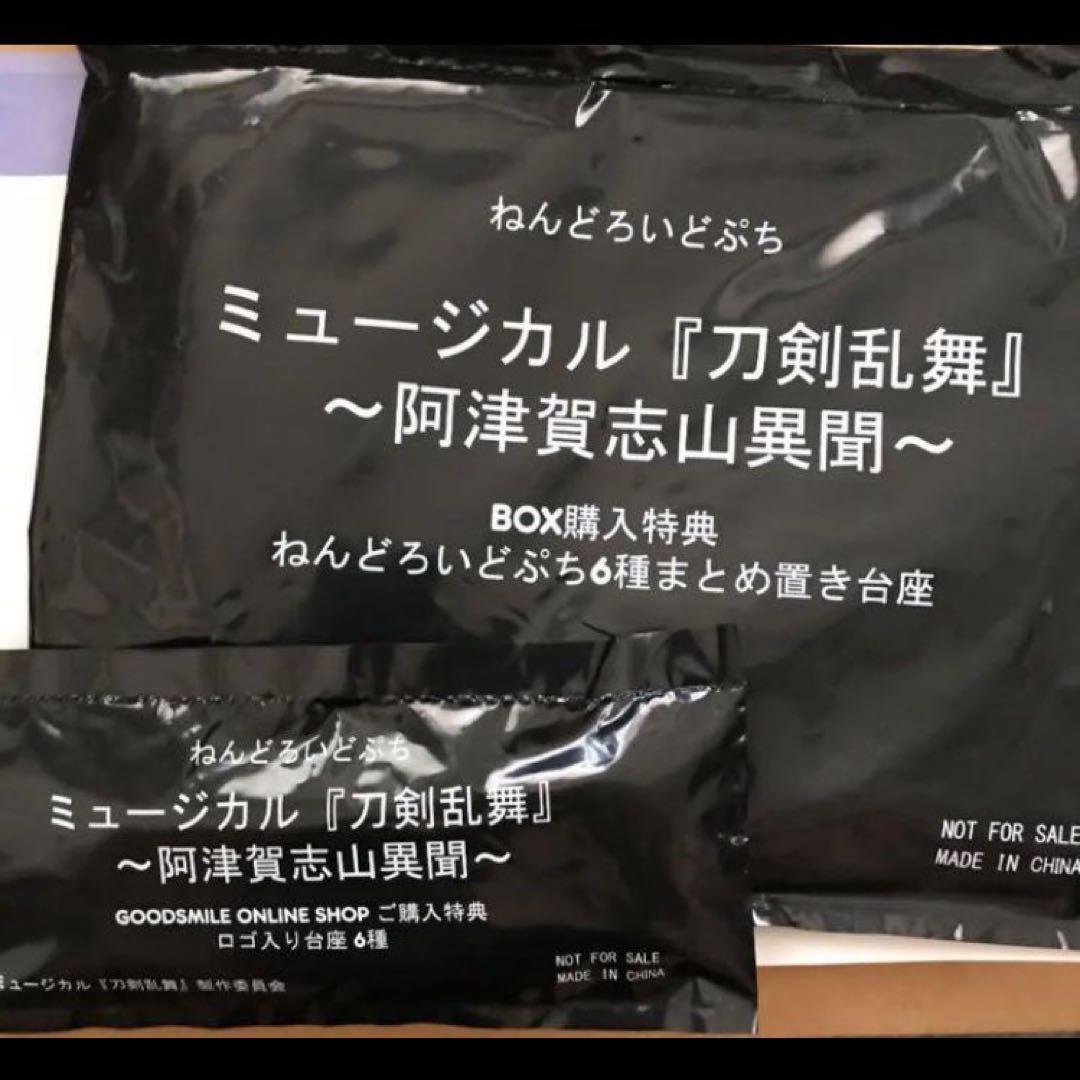 ねんどろいどぷち
ミュージカル『刀剣乱舞』
～阿津賀志山異聞～
BOX購入特典
ねんどろいどぷち6種まとめ置き台座
NOT FOR SALE
MADE IN CHINA
ねんどろいどぷち
ミュージカル『刀剣乱舞』
～阿津賀志山異聞～
GOODSMILE ONLINE SHOP ご購入特典
ロゴ入り台座 6種
NOT FOR SALE
MADE IN CHINA
ミュージカル『刀剣乱舞』製作委員会